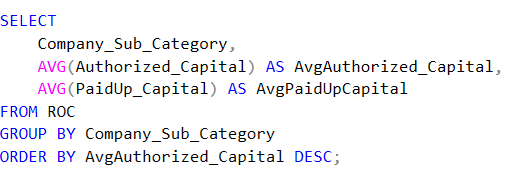 SELECT
    Company_Sub_Category,
    AVG(Authorized_Capital) AS AvgAuthorized_Capital,
    AVG(PaidUp_Capital) AS AvgPaidUpCapital
FROM ROC
GROUP BY Company_Sub_Category
ORDER BY AvgAuthorized_Capital DESC;